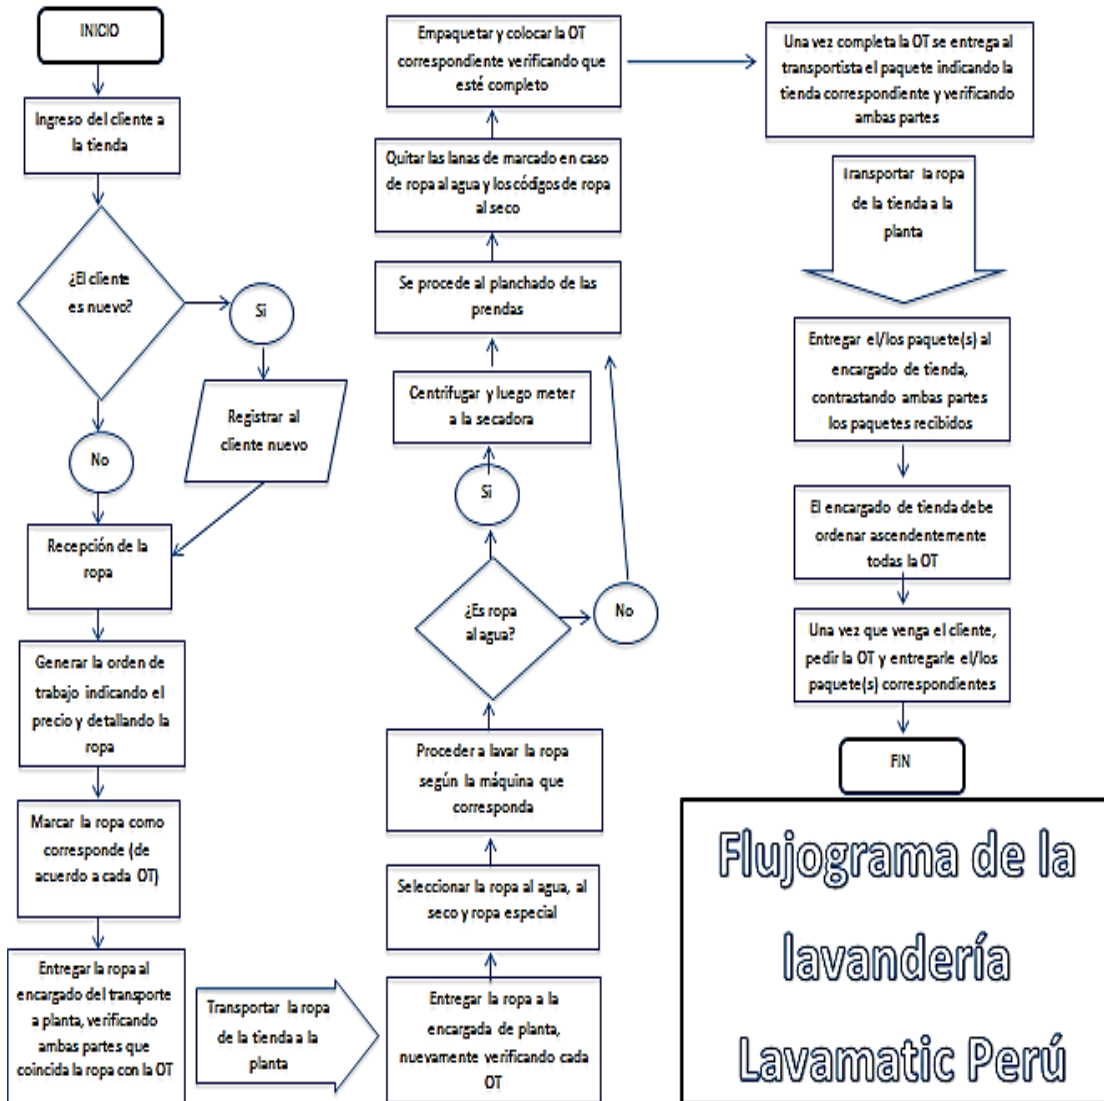 INICIO
Ingreso del cliente a
la tienda
¿El cliente
es nuevo?
Si
Registrar al
cliente nuevo
No
Recepción de la
ropa
Generar la orden de
trabajo indicando el
precio y detallando la
ropa
Marcar la ropa como
corresponde (de
acuerdo a cada OT)
Entregar la ropa al
encargado del transporte
a planta, verificando
ambas partes que
coincida la ropa con la OT
Transportar la ropa
de la tienda a la
planta
Entregar la ropa a la
encargada de planta,
nuevamente verificando cada
OT
Seleccionar la ropa al agua, al
seco y ropa especial
Proceder a lavar la ropa
según la máquina que
corresponda
¿Es ropa
al agua?
Si
No
Centrifugar y luego meter
a la secadora
Se procede al planchado de las
prendas
Quitar las lanas de marcado en caso
de ropa al agua y los códigos de ropa
al seco
Empaquetar y colocar la OT
correspondiente verificando que
esté completo
Una vez completa la OT se entrega al
transportista el paquete indicando la
tienda correspondiente y verificando
ambas partes
Transportar la ropa
de la tienda a la
planta
Entregar el/los paquete(s) al
encargado de tienda,
contrastando ambas partes
los paquetes recibidos
El encargado de tienda debe
ordenar ascendentemente
todas la OT
Una vez que venga el cliente,
pedir la OT y entregarle el/los
paquete(s) correspondientes
FIN
Flujograma de la
lavandería
Lavamatic Perú